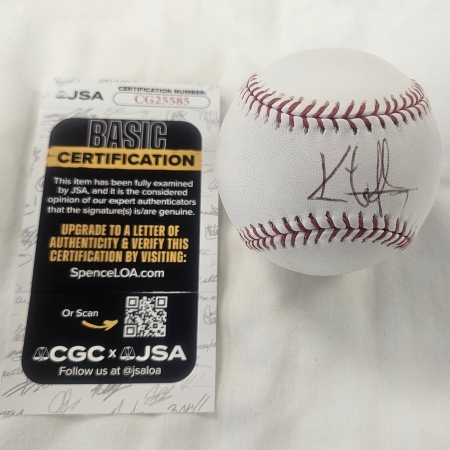 JSA
CERTIFICATION NUMBER
CG25585
BASIC
CERTIFICATION
This item has been fully examined
by JSA, and it is the considered
opinion of our expert authenticators
that the signature(s) is/are genuine.
UPGRADE TO A LETTER OF
AUTHENTICITY & VERIFY THIS
CERTIFICATION BY VISITING:
SpenceLOA.com
Or Scan
CGC x JSA
Follow us at @jsaloa